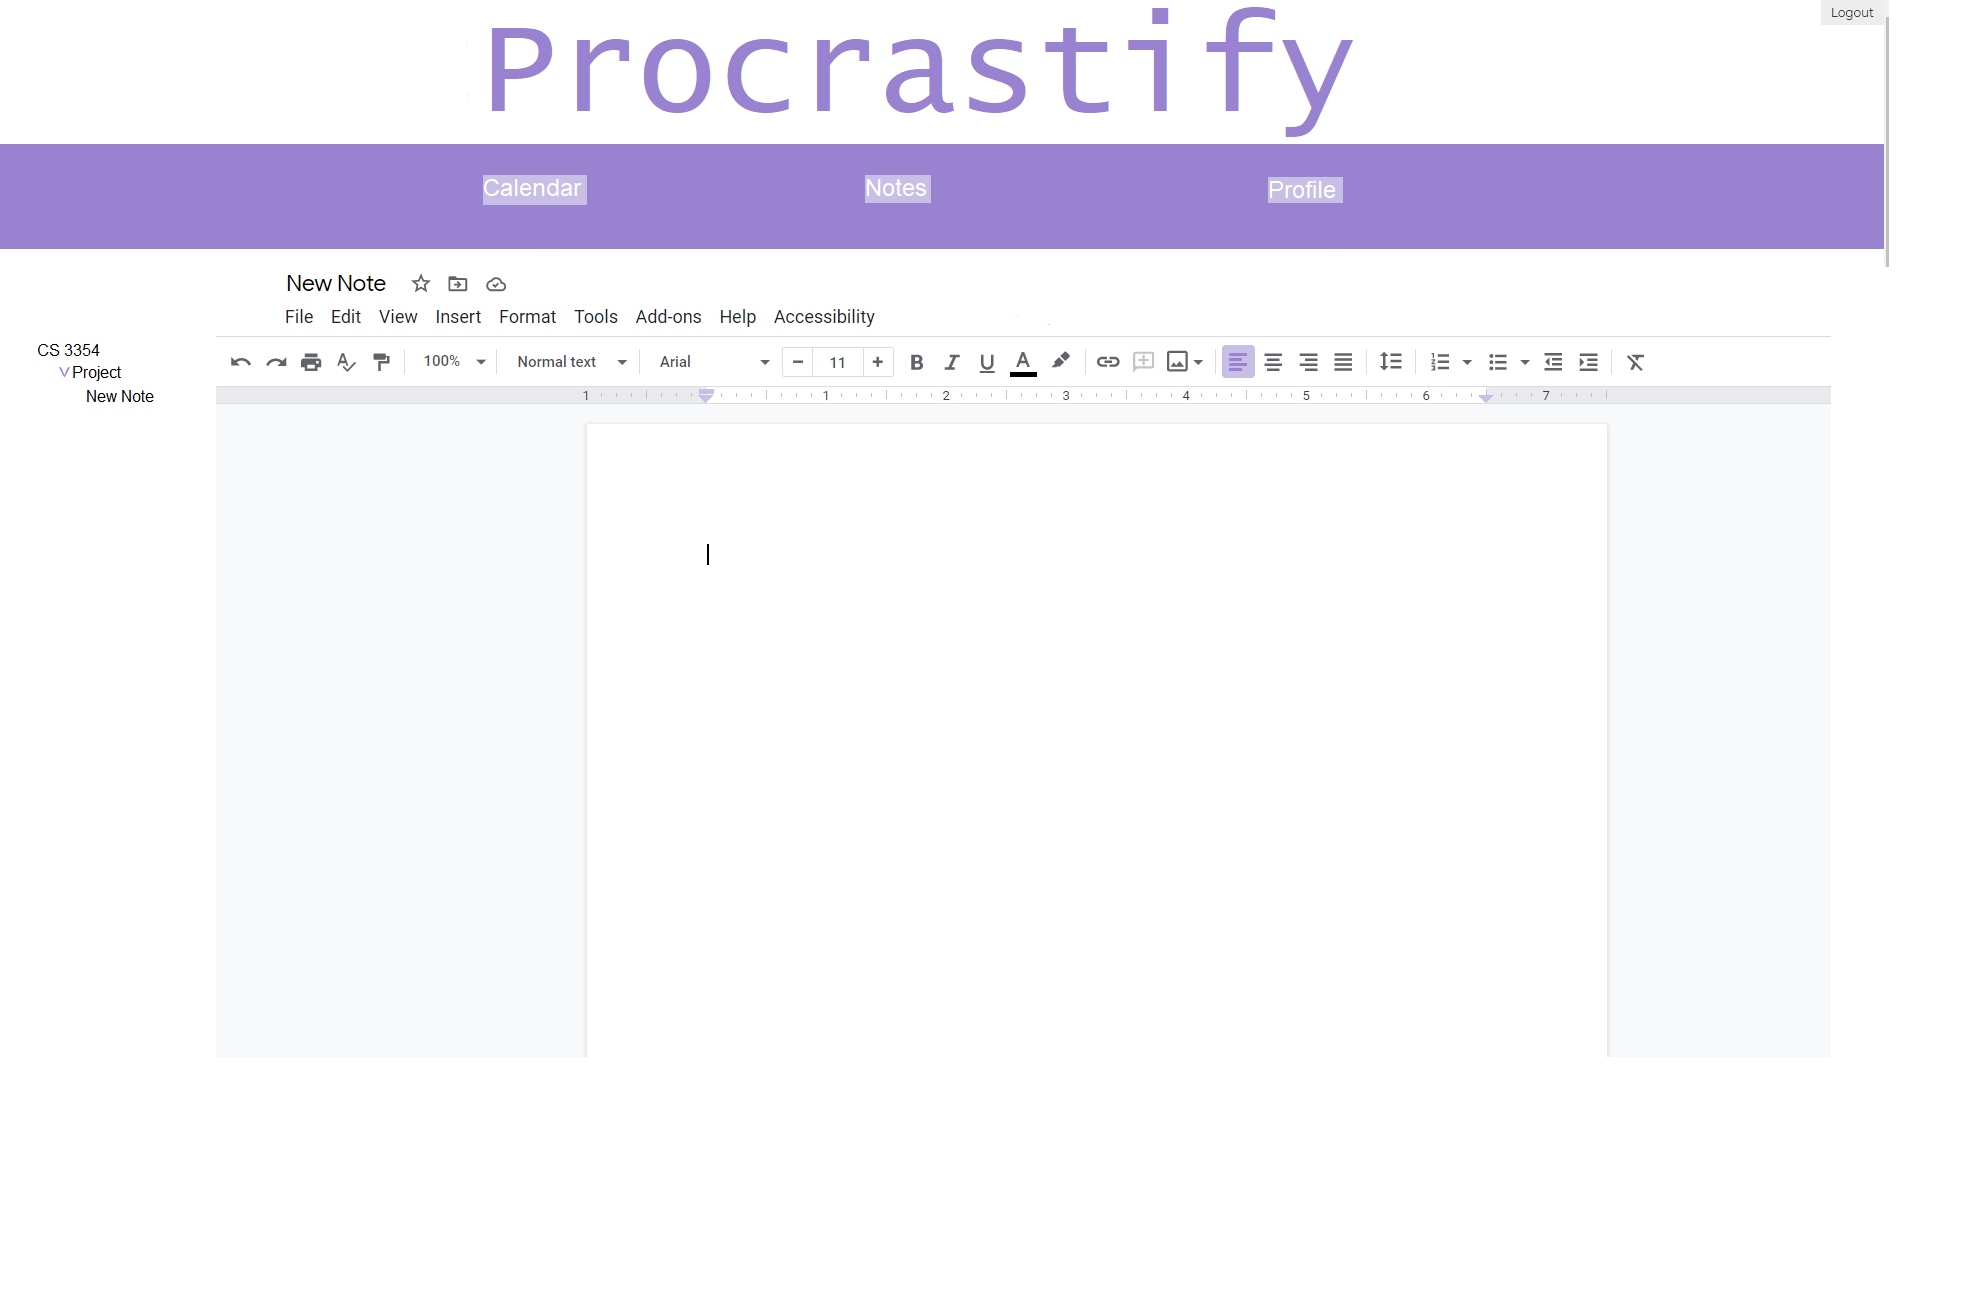 Logout
Procrastify
Calendar Notes Profile
New Note
File Edit View Insert Format Tools Add-ons Help Accessibility
CS 3354
Project
New Note
100% Normal text Arial - 11 + B I U A
1 1 2 3 4 5 6 7